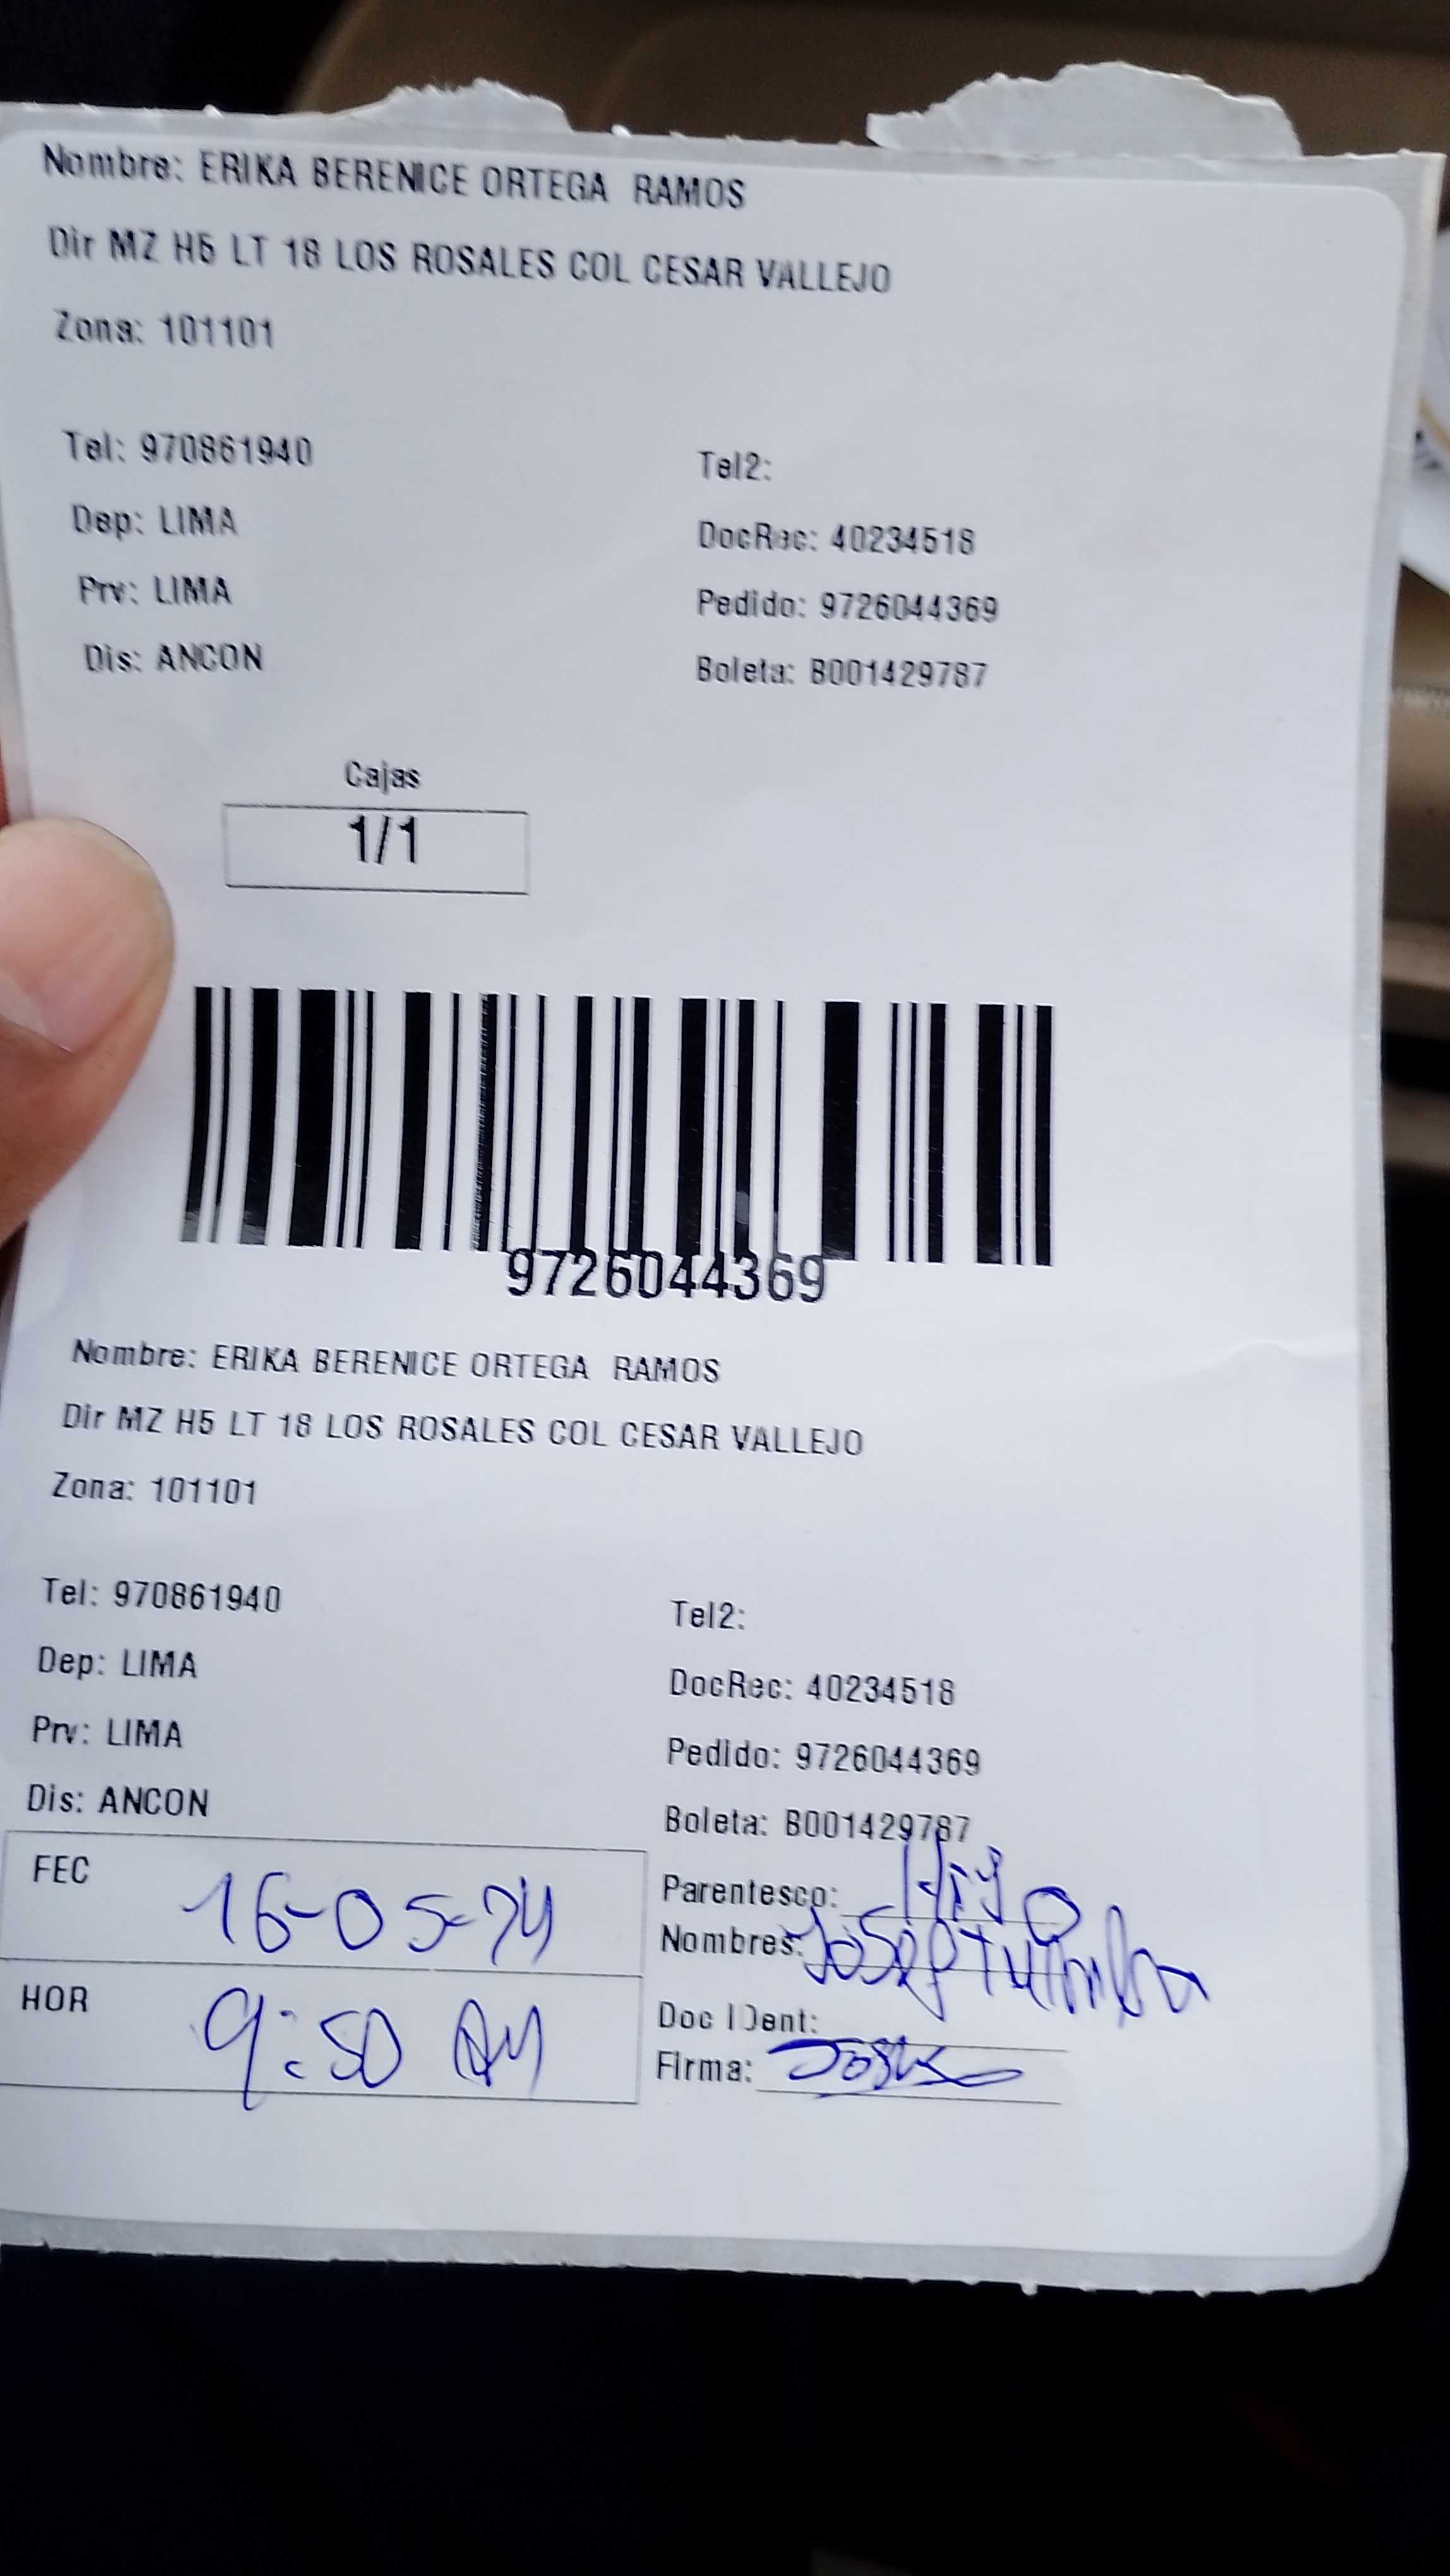 Nombre: ERIKA BERENICE ORTEGA RAMOS
Dir MZ H5 LT 18 LOS ROSALES COL CESAR VALLEJO
Zona: 101101
Tel: 970861940 Tel2:
Dep: LIMA DocRec: 40234518
Prv: LIMA Pedido: 9726044369
Dis: ANCON Boleta: B001429787
Cajas
1/1
9726044369
Nombre: ERIKA BERENICE ORTEGA RAMOS
Dir MZ H5 LT 18 LOS ROSALES COL CESAR VALLEJO
Zona: 101101
Tel: 970861940 Tel2:
Dep: LIMA DocRec: 40234518
Prv: LIMA Pedido: 9726044369
Dis: ANCON Boleta: B001429787
FEC 16-05-24 Parentesco: Hijo
Nombres: Josep
HOR 9:50 AM Doc IDent:
Firma: